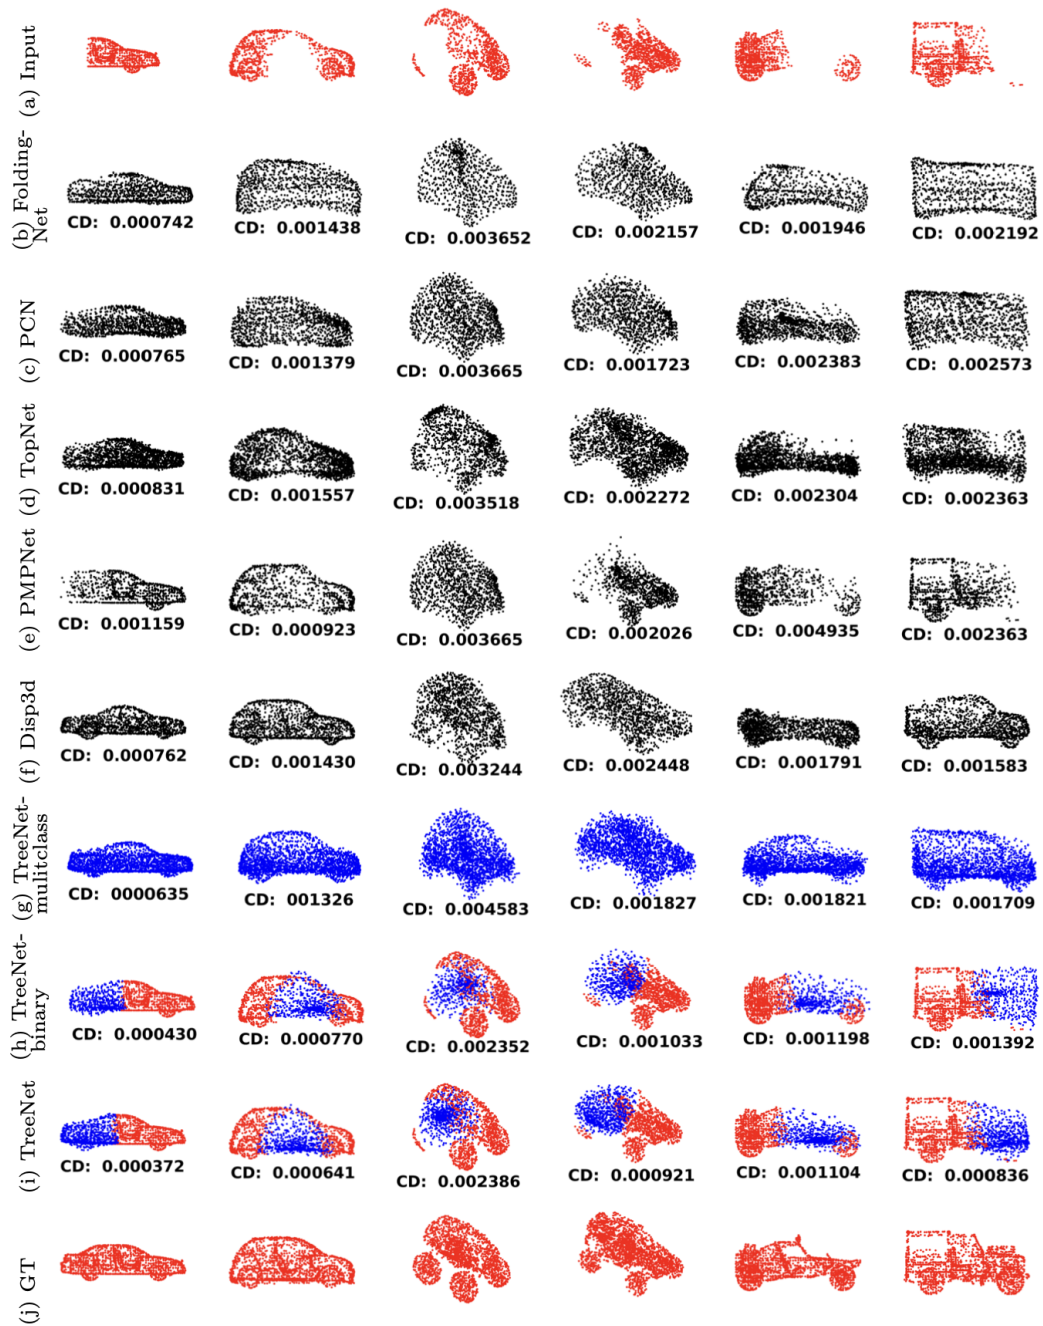 (a) Input
(b) Folding-
Net
CD: 0.000742
CD: 0.001438
CD: 0.003652
CD: 0.002157
CD: 0.001946
CD: 0.002192
(c) PCN
CD: 0.000765
CD: 0.001379
CD: 0.003665
CD: 0.001723
CD: 0.002383
CD: 0.002573
(d) TopNet
CD: 0.000831
CD: 0.001557
CD: 0.003518
CD: 0.002272
CD: 0.002304
CD: 0.002363
(e) PMPNet
CD: 0.001159
CD: 0.000923
CD: 0.003665
CD: 0.002026
CD: 0.004935
CD: 0.002363
(f) Disp3d
CD: 0.000762
CD: 0.001430
CD: 0.003244
CD: 0.002448
CD: 0.001791
CD: 0.001583
(g) TreeNet-
mulitclass
CD: 0000635
CD: 001326
CD: 0.004583
CD: 0.001827
CD: 0.001821
CD: 0.001709
(h) TreeNet-
binary
CD: 0.000430
CD: 0.000770
CD: 0.002352
CD: 0.001033
CD: 0.001198
CD: 0.001392
(i) TreeNet
CD: 0.000372
CD: 0.000641
CD: 0.002386
CD: 0.000921
CD: 0.001104
CD: 0.000836
(j) GT